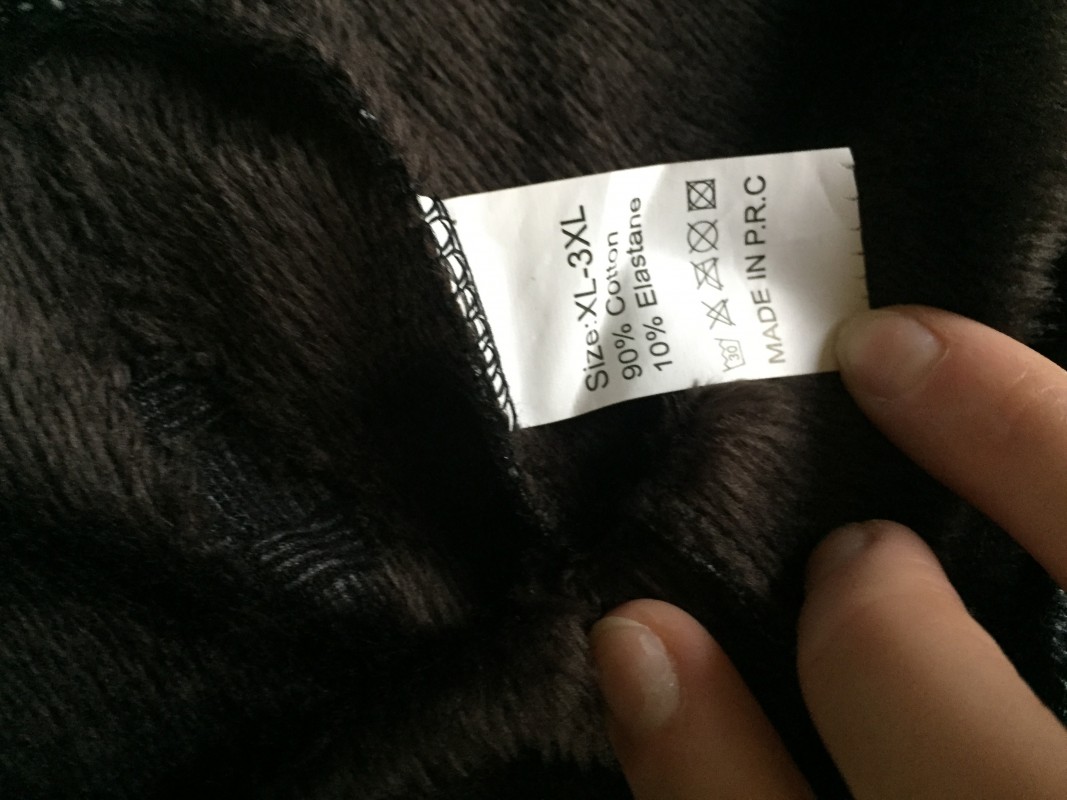 Size:XL-3XL
90% Cotton
10% Elastane
30
MADE IN P.R.C